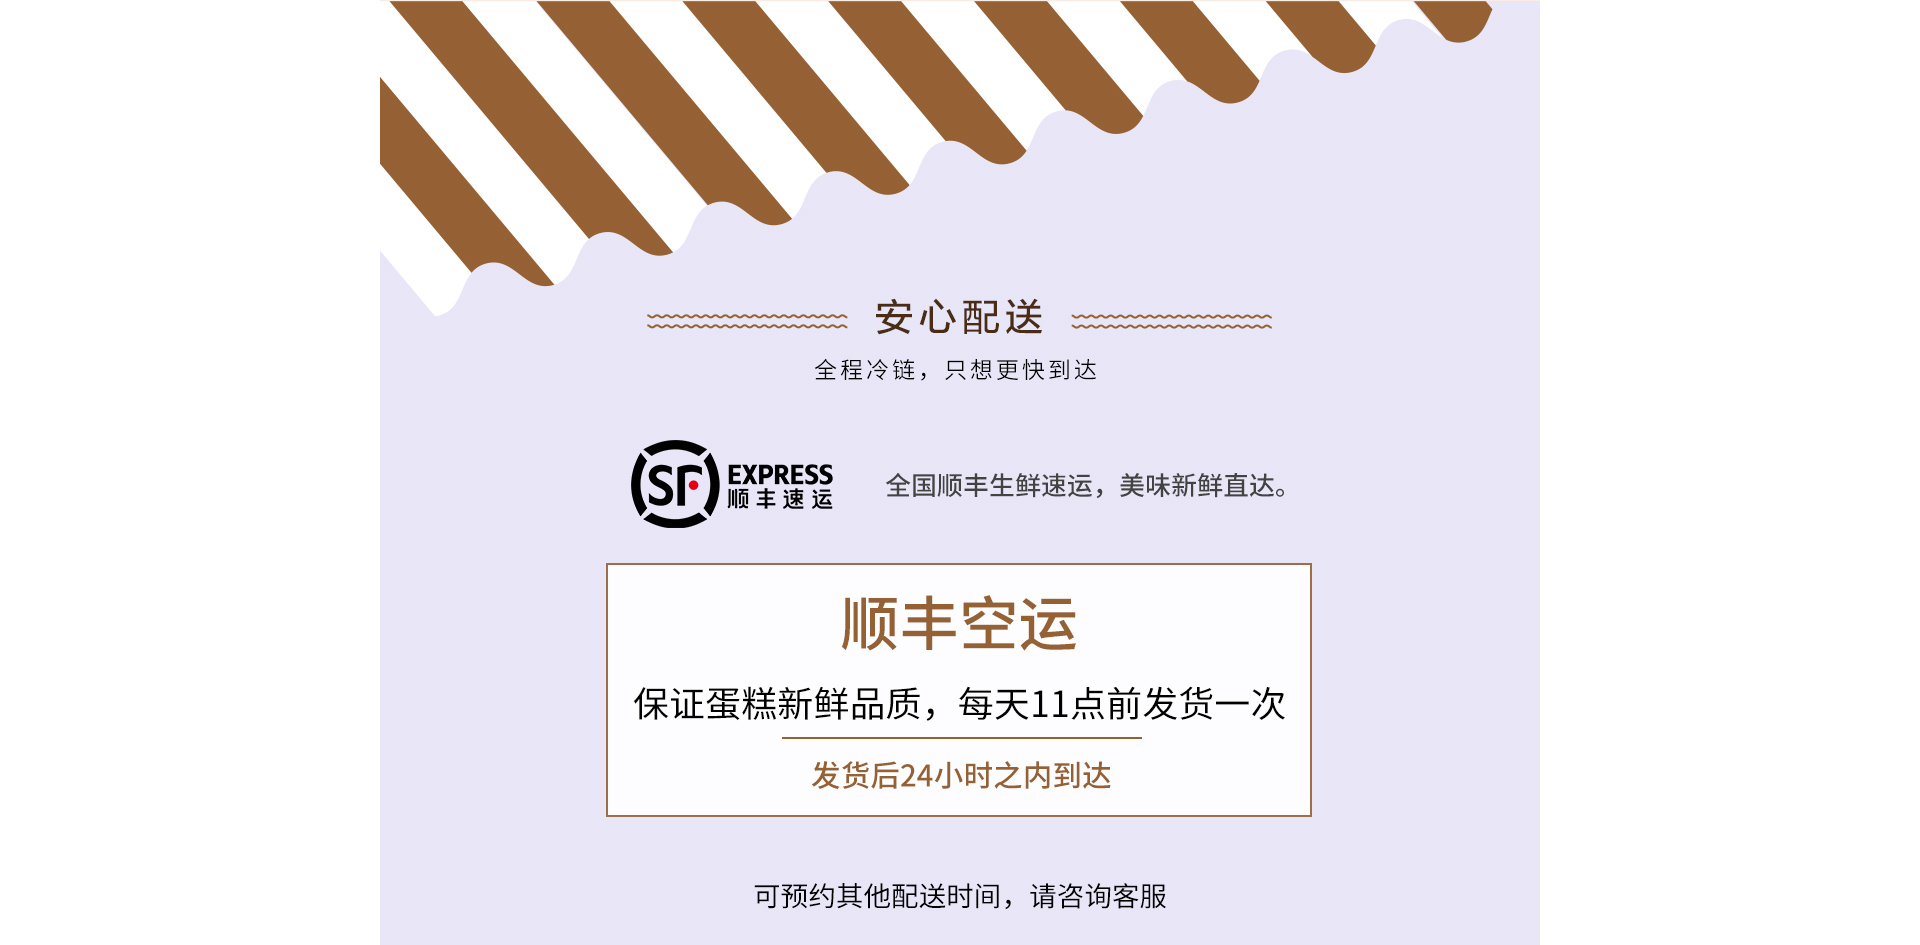 安心配送
全程冷链，只想更快到达
SF EXPRESS
顺丰速运
全国顺丰生鲜速运，美味新鲜直达。
顺丰空运
保证蛋糕新鲜品质，每天11点前发货一次
发货后24小时之内到达
可预约其他配送时间，请咨询客服